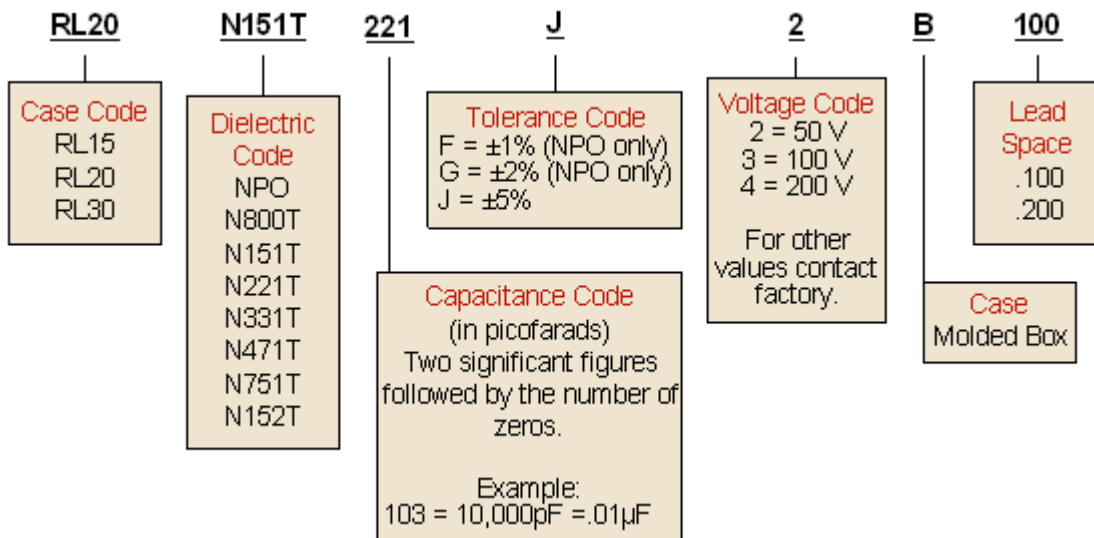 RL20 N151T 221 J 2 B 100
Case Code
RL15
RL20
RL30
Dielectric
Code
NPO
N800T
N151T
N221T
N331T
N471T
N751T
N152T
Capacitance Code
(in picofarads)
Two significant figures
followed by the number of
zeros.
Example:
103 = 10,000pF =.01µF
Tolerance Code
F = ±1% (NPO only)
G = ±2% (NPO only)
J = ±5%
Voltage Code
2 = 50 V
3 = 100 V
4 = 200 V
For other
values contact
factory.
Case
Molded Box
Lead
Space
.100
.200